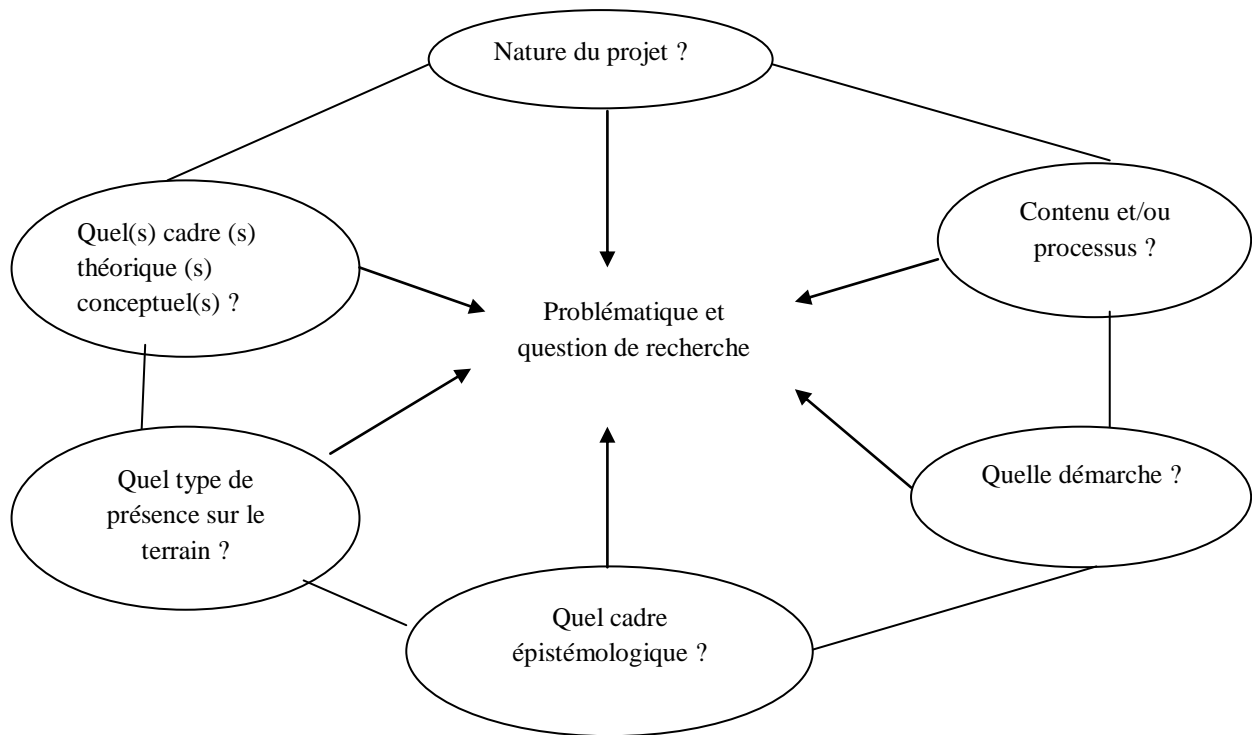 Nature du projet ?
Contenu et/ou
processus ?
Quel(s) cadre (s)
théorique (s)
conceptuel(s) ?
Problématique et
question de recherche
Quel type de
présence sur le
terrain ?
Quelle démarche ?
Quel cadre
épistémologique ?